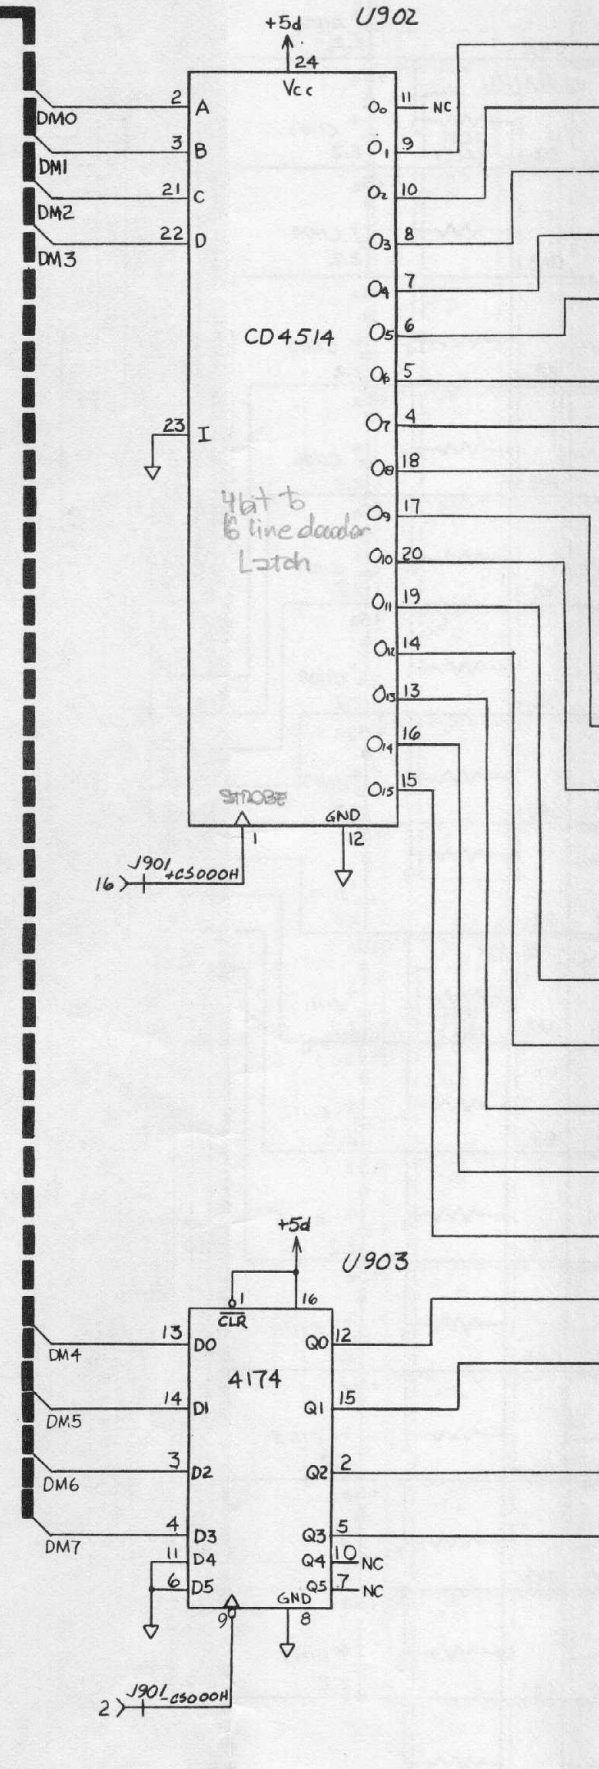 U902
+5d
24
Vcc
2 A
DM0
3 B
DM1
21 C
DM2
22 D
DM3
O0 11 NC
O1 9
O2 10
O3 8
O4 7
O5 6
O6 5
O7 4
O8 18
O9 17
O10 20
O11 19
O12 14
O13 13
O14 16
O15 15
CD4514
23 I
4 bit to
16 line decoder
Latch
STROBE
GND
1
12
16 J901 +CS000H
+5d
U903
1
16
CLR
4174
13 D0
DM4
14 D1
DM5
3 D2
DM6
4 D3
DM7
11 D4
6 D5
Q0 12
Q1 15
Q2 2
Q3 5
Q4 10 NC
Q5 7 NC
GND
9
8
2 J901 -CS000H